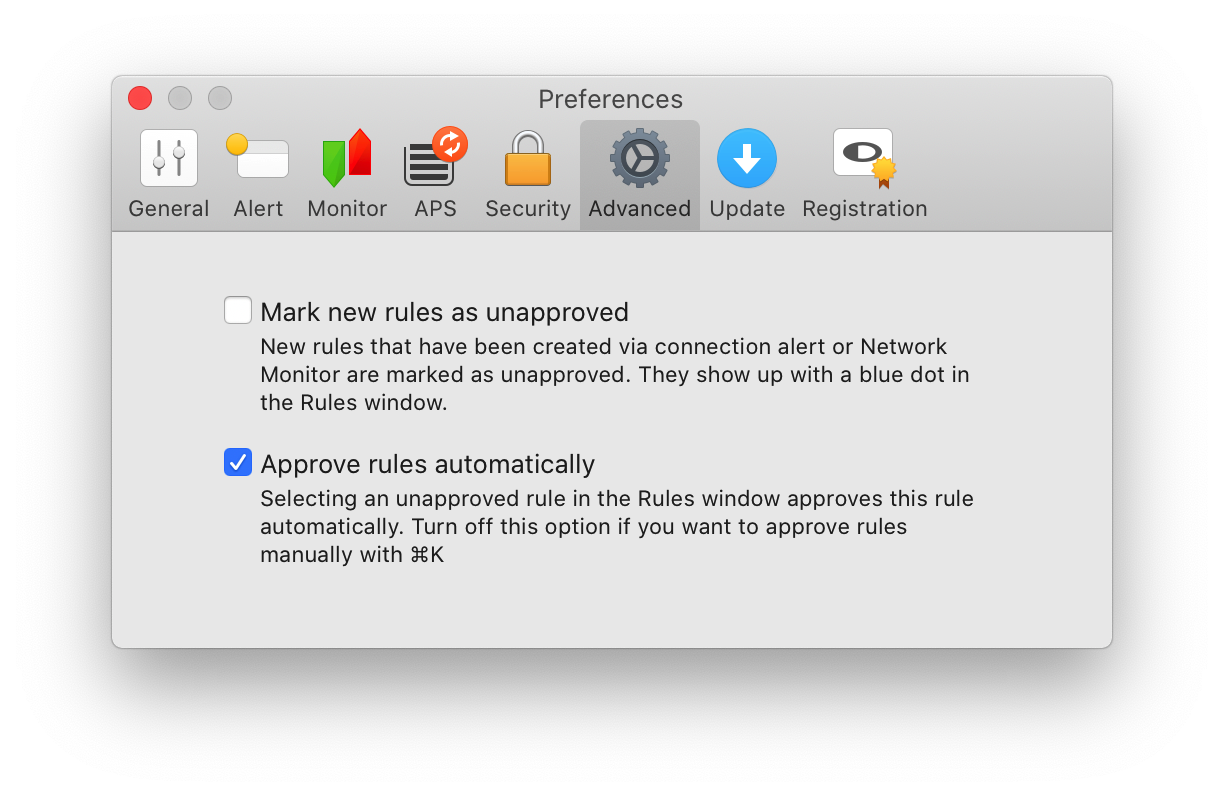 Preferences
General Alert Monitor APS Security Advanced Update Registration
Mark new rules as unapproved
New rules that have been created via connection alert or Network
Monitor are marked as unapproved. They show up with a blue dot in
the Rules window.
Approve rules automatically
Selecting an unapproved rule in the Rules window approves this rule
automatically. Turn off this option if you want to approve rules
manually with ⌘K